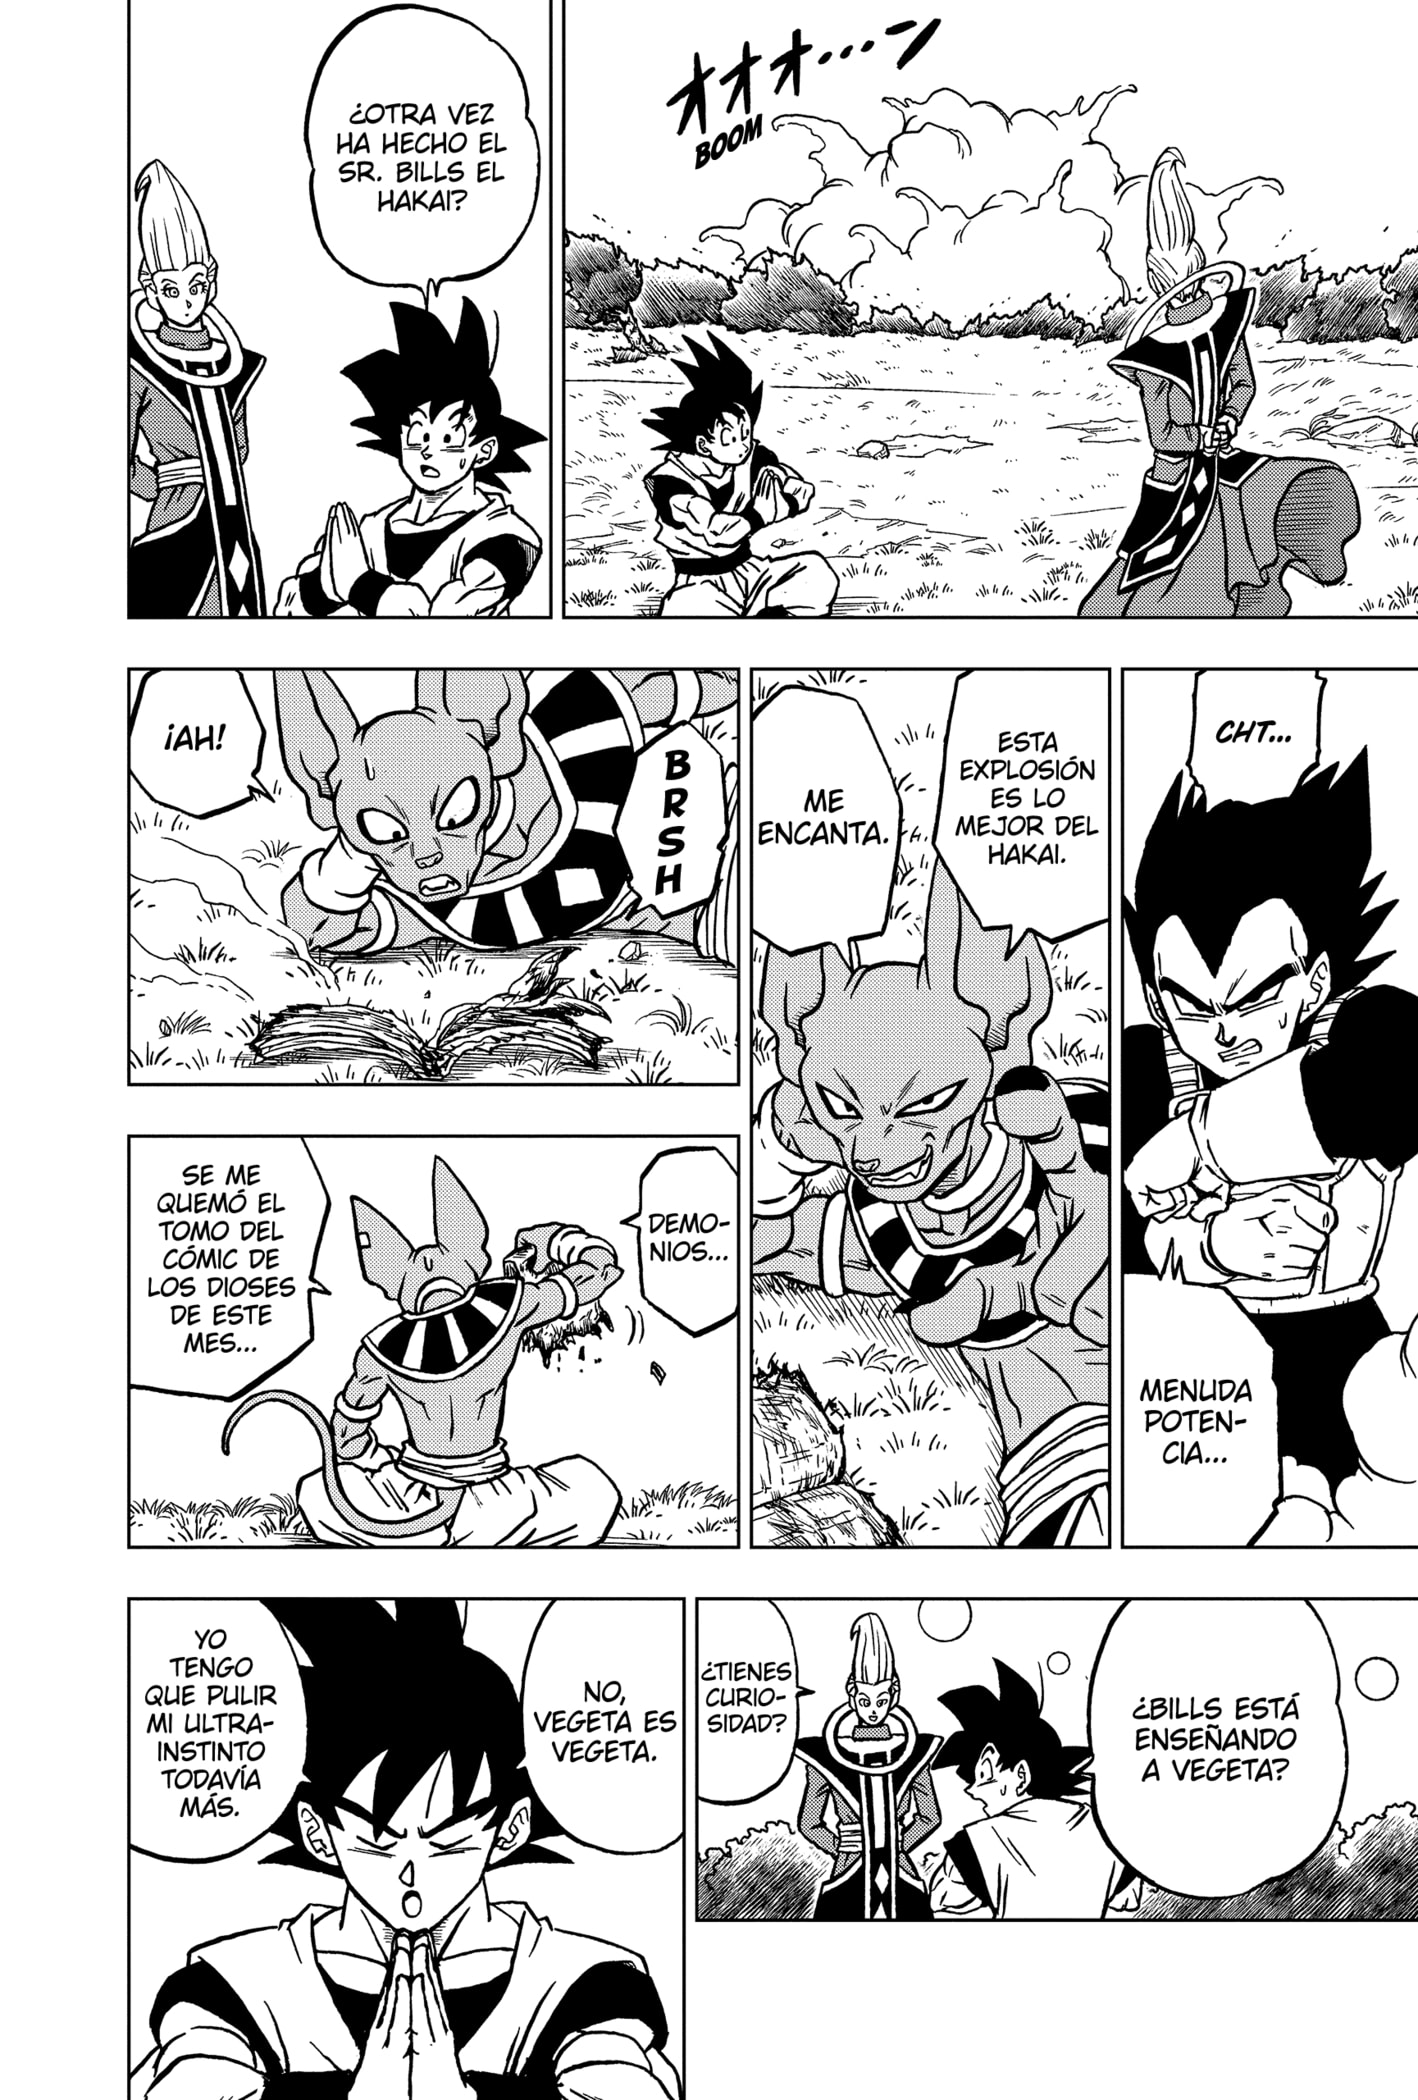 オオオ…ン
BOOM
¿OTRA VEZ
HA HECHO EL
SR. BILLS EL
HAKAI?
CHT...
MENUDA
POTEN-
CIA...
ESTA
EXPLOSIÓN
ES LO
MEJOR DEL
HAKAI.
ME
ENCANTA.
BRSH
¡AH!
DEMO-
NIOS...
SE ME
QUEMÓ EL
TOMO DEL
CÓMIC DE
LOS DIOSES
DE ESTE
MES...
¿BILLS ESTÁ
ENSEÑANDO
A VEGETA?
¿TIENES
CURIO-
SIDAD?
NO,
VEGETA ES
VEGETA.
YO
TENGO
QUE PULIR
MI ULTRA-
INSTINTO
TODAVÍA
MÁS.